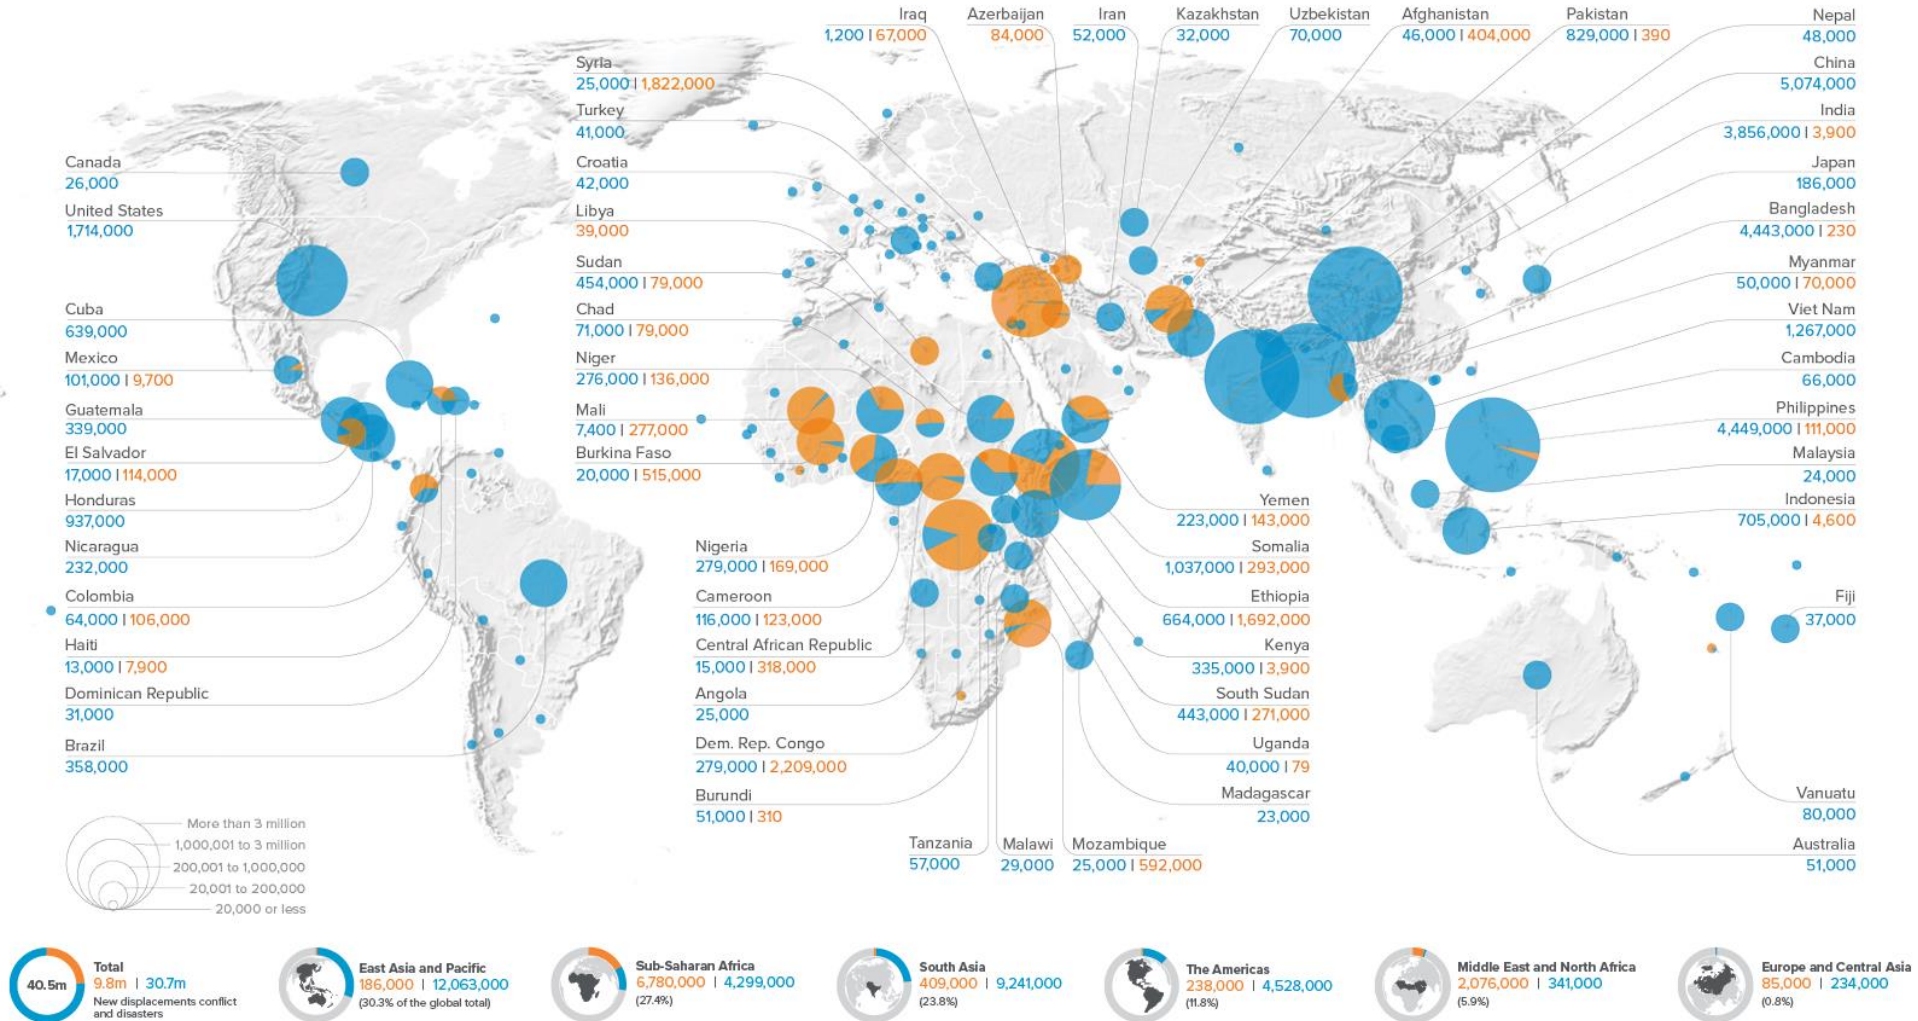 Iraq
1,200 | 67,000
Azerbaijan
84,000
Iran
52,000
Kazakhstan
32,000
Uzbekistan
70,000
Afghanistan
46,000 | 404,000
Pakistan
829,000 | 390
Nepal
48,000
China
5,074,000
India
3,856,000 | 3,900
Japan
186,000
Bangladesh
4,443,000 | 230
Myanmar
50,000 | 70,000
Viet Nam
1,267,000
Cambodia
66,000
Philippines
4,449,000 | 111,000
Malaysia
24,000
Indonesia
705,000 | 4,600
Fiji
37,000
Vanuatu
80,000
Australia
51,000
Syria
25,000 | 1,822,000
Turkey
41,000
Croatia
42,000
Libya
39,000
Sudan
454,000 | 79,000
Chad
71,000 | 79,000
Niger
276,000 | 136,000
Mali
7,400 | 277,000
Burkina Faso
20,000 | 515,000
Canada
26,000
United States
1,714,000
Cuba
639,000
Mexico
101,000 | 9,700
Guatemala
339,000
El Salvador
17,000 | 114,000
Honduras
937,000
Nicaragua
232,000
Colombia
64,000 | 106,000
Haiti
13,000 | 7,900
Dominican Republic
31,000
Brazil
358,000
Nigeria
279,000 | 169,000
Cameroon
116,000 | 123,000
Central African Republic
15,000 | 318,000
Angola
25,000
Dem. Rep. Congo
279,000 | 2,209,000
Burundi
51,000 | 310
Tanzania
57,000
Malawi
29,000
Mozambique
25,000 | 592,000
Yemen
223,000 | 143,000
Somalia
1,037,000 | 293,000
Ethiopia
664,000 | 1,692,000
Kenya
335,000 | 3,900
South Sudan
443,000 | 271,000
Uganda
40,000 | 79
Madagascar
23,000
More than 3 million
1,000,001 to 3 million
200,001 to 1,000,000
20,001 to 200,000
20,000 or less
40.5m
Total
9.8m | 30.7m
New displacements conflict
and disasters
East Asia and Pacific
186,000 | 12,063,000
(30.3% of the global total)
Sub-Saharan Africa
6,780,000 | 4,299,000
(27.4%)
South Asia
409,000 | 9,241,000
(23.8%)
The Americas
238,000 | 4,528,000
(11.8%)
Middle East and North Africa
2,076,000 | 341,000
(5.9%)
Europe and Central Asia
85,000 | 234,000
(0.8%)